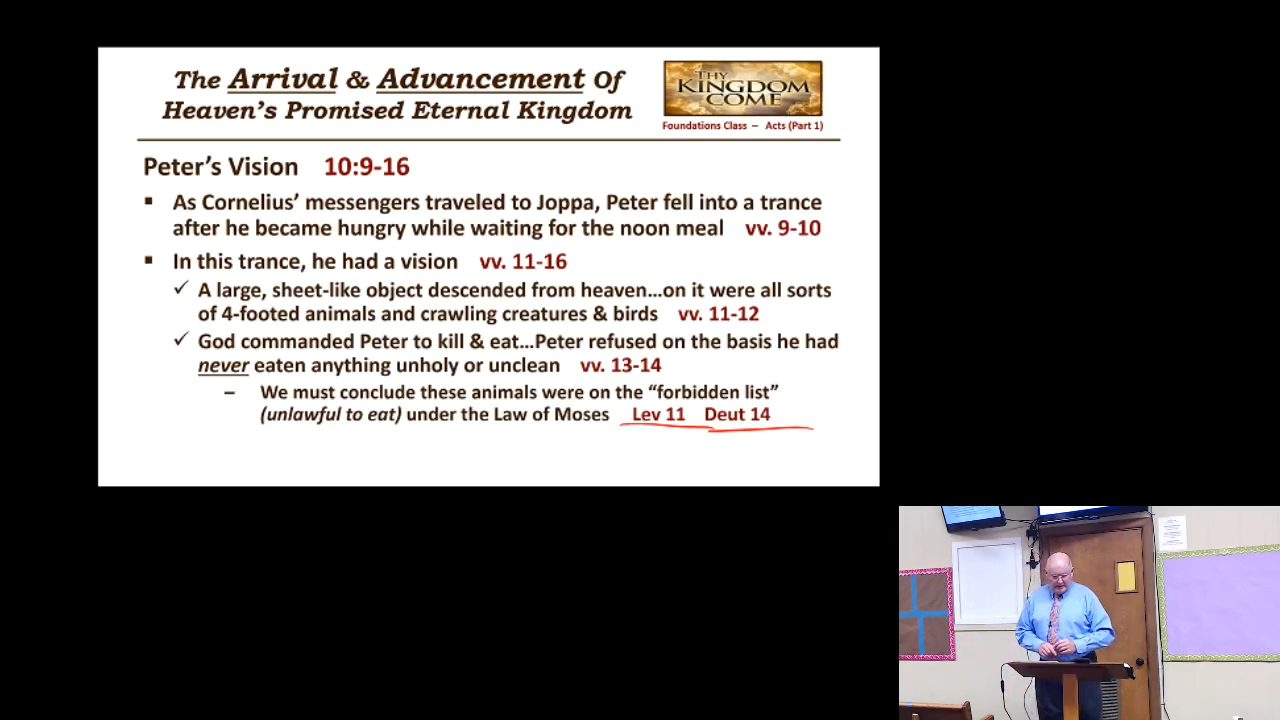 The Arrival & Advancement Of
Heaven's Promised Eternal Kingdom
THY
KINGDOM
COME
Foundations Class – Acts (Part 1)
Peter's Vision 10:9-16
▪ As Cornelius' messengers traveled to Joppa, Peter fell into a trance
after he became hungry while waiting for the noon meal vv. 9-10
▪ In this trance, he had a vision vv. 11-16
✓ A large, sheet-like object descended from heaven…on it were all sorts
of 4-footed animals and crawling creatures & birds vv. 11-12
✓ God commanded Peter to kill & eat…Peter refused on the basis he had
never eaten anything unholy or unclean vv. 13-14
– We must conclude these animals were on the “forbidden list”
(unlawful to eat) under the Law of Moses Lev 11 Deut 14